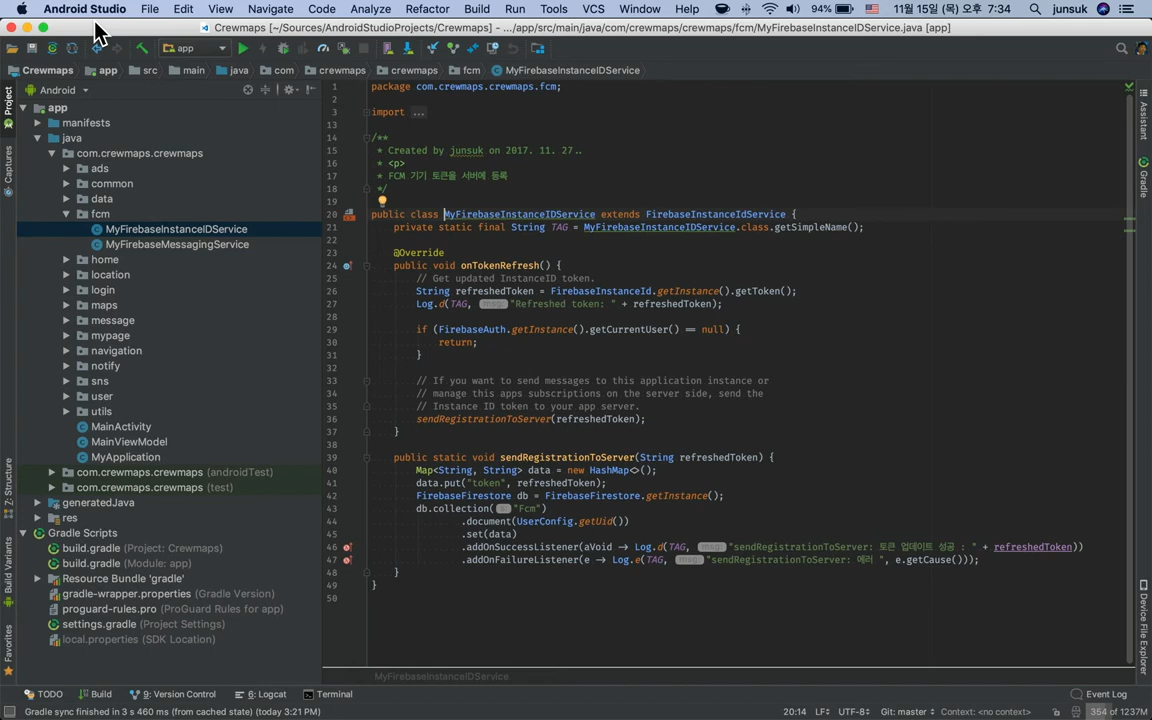 Android Studio File Edit View Navigate Code Analyze Refactor Build Run Tools VCS Window Help 94% US 11월 15일 (목) 오후 7:34 junsuk
Crewmaps [~/Sources/AndroidStudioProjects/Crewmaps] - .../app/src/main/java/com/crewmaps/crewmaps/fcm/MyFirebaseInstanceIDService.java [app]
app
Crewmaps app src main java com crewmaps crewmaps fcm MyFirebaseInstanceIDService
Android
Project
Captures
Z: Structure
Build Variants
Favorites
app
manifests
java
com.crewmaps.crewmaps
ads
common
data
fcm
MyFirebaseInstanceIDService
MyFirebaseMessagingService
home
location
login
maps
message
mypage
navigation
notify
sns
user
utils
MainActivity
MainViewModel
MyApplication
com.crewmaps.crewmaps (androidTest)
com.crewmaps.crewmaps (test)
generatedJava
res
Gradle Scripts
build.gradle (Project: Crewmaps)
build.gradle (Module: app)
Resource Bundle 'gradle'
gradle-wrapper.properties (Gradle Version)
proguard-rules.pro (ProGuard Rules for app)
settings.gradle (Project Settings)
local.properties (SDK Location)
1 package com.crewmaps.crewmaps.fcm;
2
3 import ...
13
14 /**
15 * Created by junsuk on 2017. 11. 27..
16 * <p>
17 * FCM 기기 토큰을 서버에 등록
18 */
19
20 public class MyFirebaseInstanceIDService extends FirebaseInstanceIdService {
21 private static final String TAG = MyFirebaseInstanceIDService.class.getSimpleName();
22
23 @Override
24 public void onTokenRefresh() {
25 // Get updated InstanceID token.
26 String refreshedToken = FirebaseInstanceId.getInstance().getToken();
27 Log.d(TAG, msg: "Refreshed token: " + refreshedToken);
28
29 if (FirebaseAuth.getInstance().getCurrentUser() == null) {
30 return;
31 }
32
33 // If you want to send messages to this application instance or
34 // manage this apps subscriptions on the server side, send the
35 // Instance ID token to your app server.
36 sendRegistrationToServer(refreshedToken);
37 }
38
39 public static void sendRegistrationToServer(String refreshedToken) {
40 Map<String, String> data = new HashMap<>();
41 data.put("token", refreshedToken);
42 FirebaseFirestore db = FirebaseFirestore.getInstance();
43 db.collection( s: "Fcm")
44 .document(UserConfig.getUid())
45 .set(data)
46 .addOnSuccessListener(aVoid -> Log.d(TAG, msg: "sendRegistrationToServer: 토큰 업데이트 성공 : " + refreshedToken))
47 .addOnFailureListener(e -> Log.e(TAG, msg: "sendRegistrationToServer: 에러 ", e.getCause()));
48 }
49 }
50
MyFirebaseInstanceIDService
Assistant
Gradle
Device File Explorer
TODO Build 9: Version Control 6: Logcat Terminal Event Log
Gradle sync finished in 3 s 460 ms (from cached state) (today 3:21 PM) 20:14 LF UTF-8 Git: master Context: <no context> 354 of 1237M